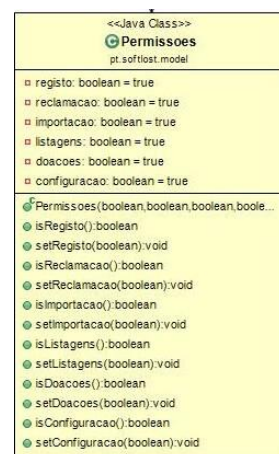 <<Java Class>>
Permissoes
pt.softlost.model
registo: boolean = true
reclamacao: boolean = true
importacao: boolean = true
listagens: boolean = true
doacoes: boolean = true
configuracao: boolean = true
Permissoes(boolean,boolean,boolean,boole...
isRegisto():boolean
setRegisto(boolean):void
isReclamacao():boolean
setReclamacao(boolean):void
isImportacao():boolean
setImportacao(boolean):void
isListagens():boolean
setListagens(boolean):void
isDoacoes():boolean
setDoacoes(boolean):void
isConfiguracao():boolean
setConfiguracao(boolean):void